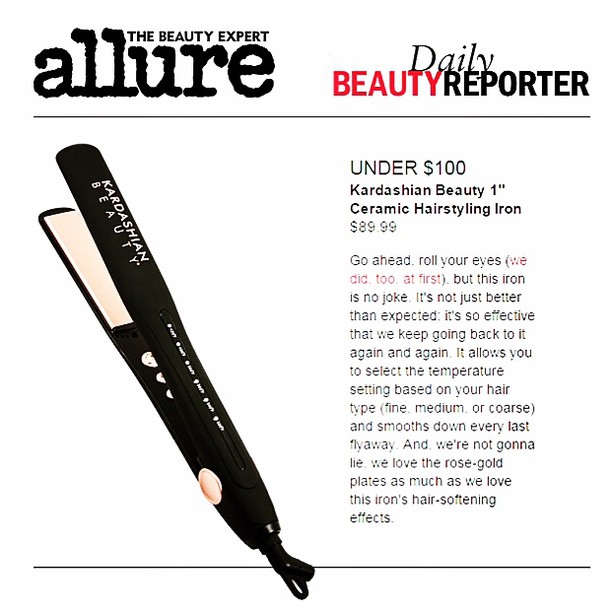 THE BEAUTY EXPERT
allure
Daily
BEAUTYREPORTER
KARDASHIAN
BEAUTY
UNDER $100
Kardashian Beauty 1"
Ceramic Hairstyling Iron
$89.99
Go ahead, roll your eyes (we
did, too, at first), but this iron
is no joke. It's not just better
than expected; it's so effective
that we keep going back to it
again and again. It allows you
to select the temperature
setting based on your hair
type (fine, medium, or coarse)
and smooths down every last
flyaway. And, we're not gonna
lie, we love the rose-gold
plates as much as we love
this iron's hair-softening
effects.